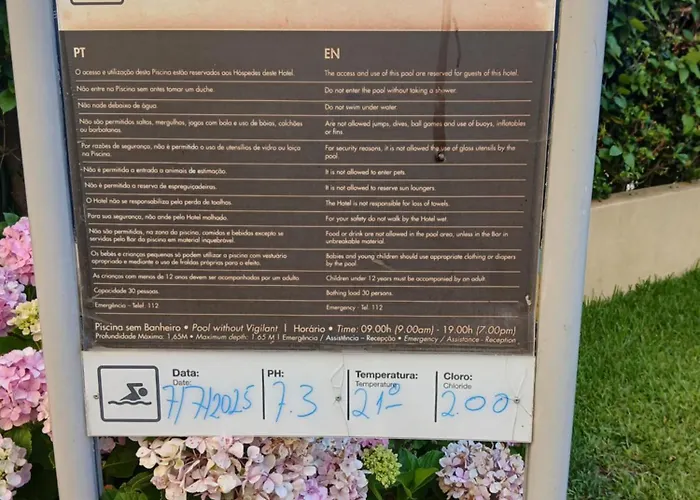 PT
O acesso e utilização desta Piscina estão reservados aos Hóspedes deste Hotel.
Não entre na Piscina sem antes tomar um duche.
Não nade debaixo de água.
Não são permitidos saltos, mergulhos, jogos com bola e uso de bóias, colchões
ou barbatanas.
Por razões de segurança, não é permitido o uso de utensílios de vidro ou loiça
na Piscina.
Não é permitida a entrada a animais de estimação.
Não é permitida a reserva de espreguiçadeiras.
O Hotel não se responsabiliza pela perda de toalhas.
Para sua segurança, não ande pelo Hotel molhado.
Não são permitidas, na zona da piscina, comidas e bebidas excepto se
servidos pelo Bar da piscina em material inquebrável.
Os bebés e crianças pequenas só podem utilizar a piscina com vestuário
apropriado e mediante o uso de fraldas próprias para o efeito.
As crianças com menos de 12 anos devem ser acompanhadas por um adulto
Capacidade 30 pessoas.
Emergência - Telef. 112
EN
The access and use of this pool are reserved for guests of this hotel.
Do not enter the pool without taking a shower.
Do not swim under water.
Are not allowed jumps, dives, ball games and use of buoys, inflatables
or fins
For security reasons, it is not allowed the use of glass utensils by the
pool.
It is not allowed to enter pets.
It is not allowed to reserve sun loungers.
The Hotel is not responsible for loss of towels.
For your safety do not walk by the Hotel wet.
Food or drink are not allowed in the pool area, unless in the Bar in
unbreakable material.
Babies and young children should use appropriate clothing or diapers
by the pool.
Children under 12 years must be accompanied by an adult.
Bathing load 30 persons.
Emergency - Tel. 112
Piscina sem Banheiro • Pool without Vigilant | Horário • Time: 09.00h (9.00am) - 19.00h (7:00pm)
Profundidade Máxima: 1.65M • Maximum depth: 1.65 M | Emergência / Assistência – Recepção • Emergency / Assistance - Reception
Data:
Date:
7/7/2025
PH:
7.3
Temperatura:
Temperature
21º
Cloro:
Chloride
2.00